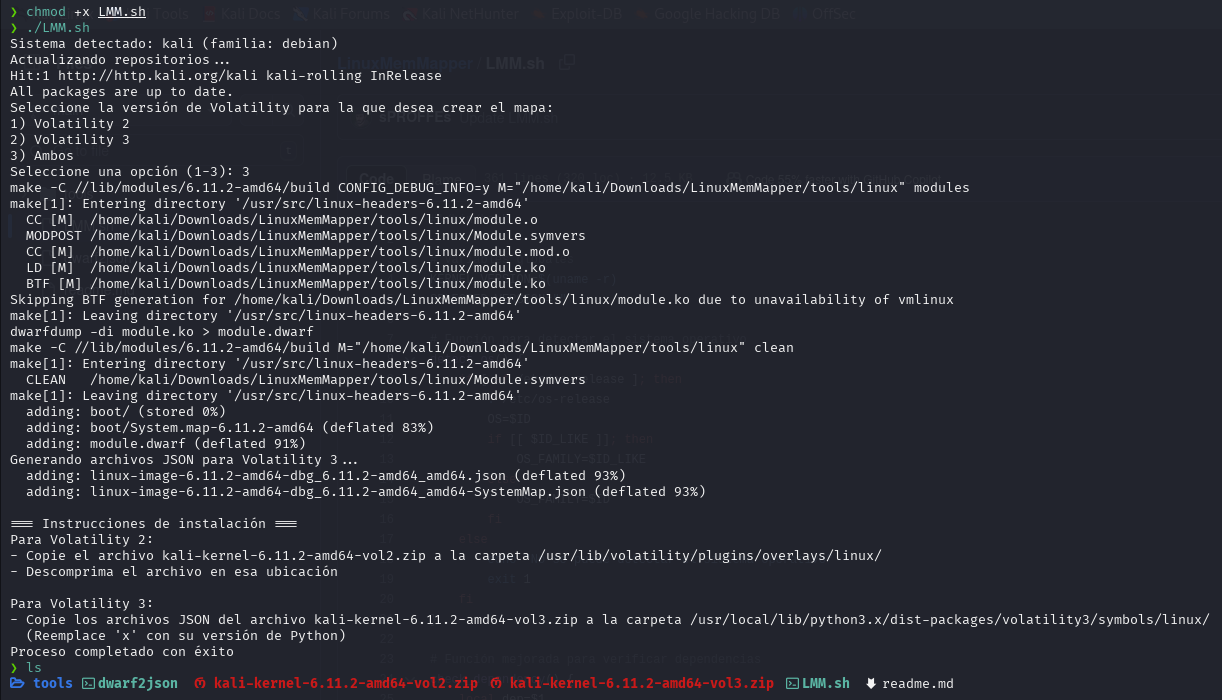 ❯ chmod +x LMM.sh
❯ ./LMM.sh
Sistema detectado: kali (familia: debian)
Actualizando repositorios...
Hit:1 http://http.kali.org/kali kali-rolling InRelease
All packages are up to date.
Seleccione la versión de Volatility para la que desea crear el mapa:
1) Volatility 2
2) Volatility 3
3) Ambos
Seleccione una opción (1-3): 3
make -C //lib/modules/6.11.2-amd64/build CONFIG_DEBUG_INFO=y M="/home/kali/Downloads/LinuxMemMapper/tools/linux" modules
make[1]: Entering directory '/usr/src/linux-headers-6.11.2-amd64'
  CC [M]  /home/kali/Downloads/LinuxMemMapper/tools/linux/module.o
  MODPOST /home/kali/Downloads/LinuxMemMapper/tools/linux/Module.symvers
  CC [M]  /home/kali/Downloads/LinuxMemMapper/tools/linux/module.mod.o
  LD [M]  /home/kali/Downloads/LinuxMemMapper/tools/linux/module.ko
  BTF [M] /home/kali/Downloads/LinuxMemMapper/tools/linux/module.ko
Skipping BTF generation for /home/kali/Downloads/LinuxMemMapper/tools/linux/module.ko due to unavailability of vmlinux
make[1]: Leaving directory '/usr/src/linux-headers-6.11.2-amd64'
dwarfdump -di module.ko > module.dwarf
make -C //lib/modules/6.11.2-amd64/build M="/home/kali/Downloads/LinuxMemMapper/tools/linux" clean
make[1]: Entering directory '/usr/src/linux-headers-6.11.2-amd64'
  CLEAN   /home/kali/Downloads/LinuxMemMapper/tools/linux/Module.symvers
make[1]: Leaving directory '/usr/src/linux-headers-6.11.2-amd64'
  adding: boot/ (stored 0%)
  adding: boot/System.map-6.11.2-amd64 (deflated 83%)
  adding: module.dwarf (deflated 91%)
Generando archivos JSON para Volatility 3...
  adding: linux-image-6.11.2-amd64-dbg_6.11.2-amd64_amd64.json (deflated 93%)
  adding: linux-image-6.11.2-amd64-dbg_6.11.2-amd64_amd64-SystemMap.json (deflated 93%)
=== Instrucciones de instalación ===
Para Volatility 2:
- Copie el archivo kali-kernel-6.11.2-amd64-vol2.zip a la carpeta /usr/lib/volatility/plugins/overlays/linux/
- Descomprima el archivo en esa ubicación
Para Volatility 3:
- Copie los archivos JSON del archivo kali-kernel-6.11.2-amd64-vol3.zip a la carpeta /usr/local/lib/python3.x/dist-packages/volatility3/symbols/linux/
  (Reemplace 'x' con su versión de Python)
Proceso completado con éxito
❯ ls
tools dwarf2json kali-kernel-6.11.2-amd64-vol2.zip kali-kernel-6.11.2-amd64-vol3.zip LMM.sh readme.md